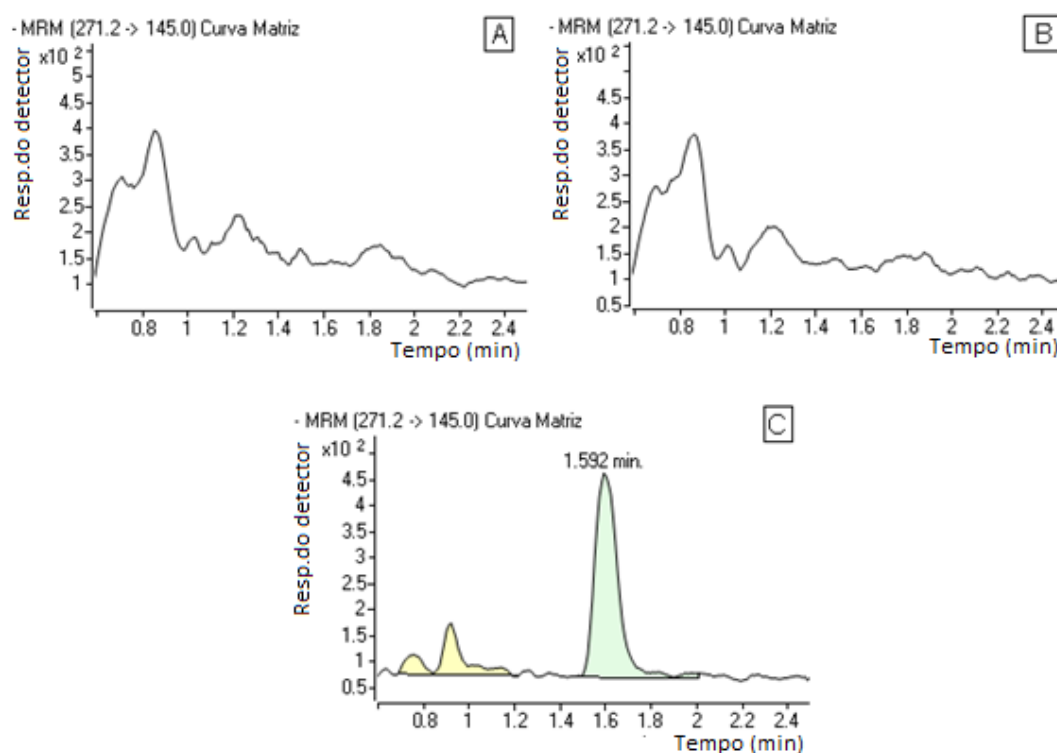 - MRM (271.2 -> 145.0) Curva Matriz
A
x10 2
Resp.do detector
5
4.5
4
3.5
3
2.5
2
1.5
1
0.8 1 1.2 1.4 1.6 1.8 2 2.2 2.4
Tempo (min)
- MRM (271.2 -> 145.0) Curva Matriz
B
x10 2
Resp.do detector
4.5
4
3.5
3
2.5
2
1.5
1
0.5
0.8 1 1.2 1.4 1.6 1.8 2 2.2 2.4
Tempo (min)
- MRM (271.2 -> 145.0) Curva Matriz
C
x10 2
Resp.do detector
1.592 min.
4.5
4
3.5
3
2.5
2
1.5
1
0.5
0.8 1 1.2 1.4 1.6 1.8 2 2.2 2.4
Tempo (min)